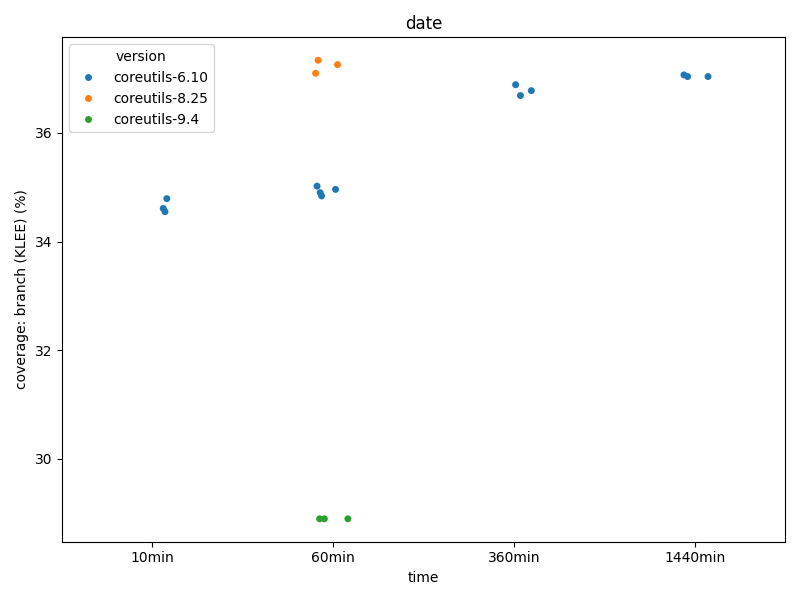 date
version
coreutils-6.10
coreutils-8.25
coreutils-9.4
36
34
32
30
coverage: branch (KLEE) (%)
10min
60min
360min
1440min
time